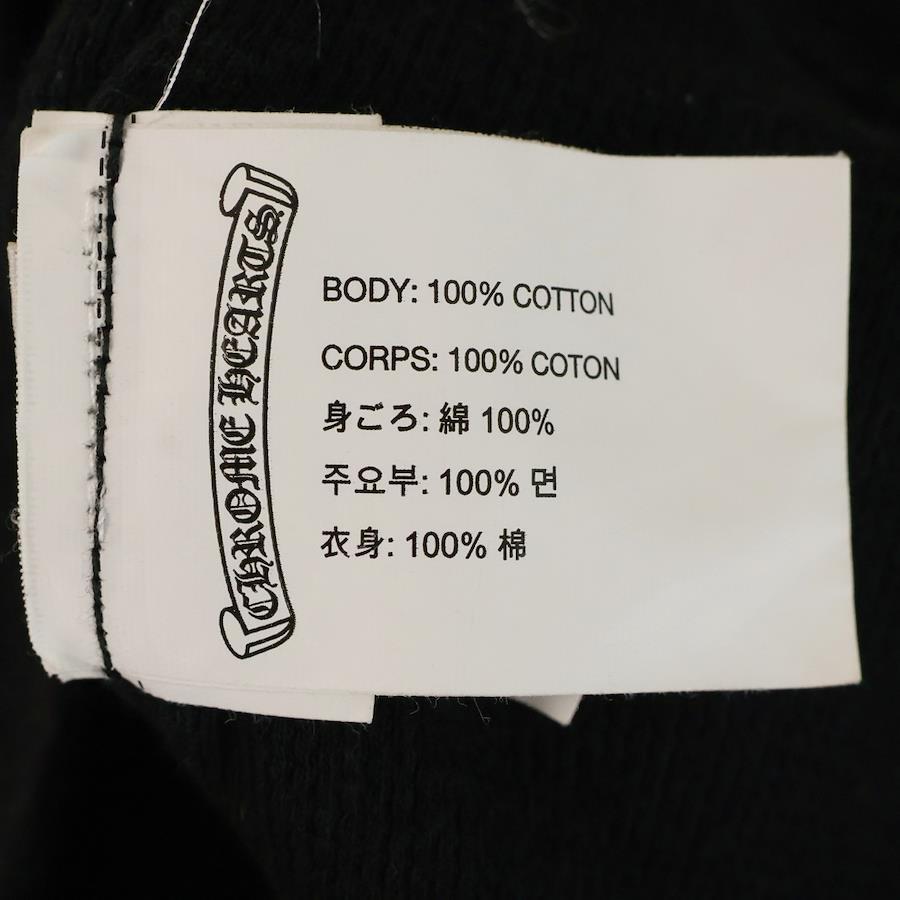 CHROME HEARTS
BODY: 100% COTTON
CORPS: 100% COTON
身ごろ: 綿 100%
주요부: 100% 면
衣身: 100% 棉